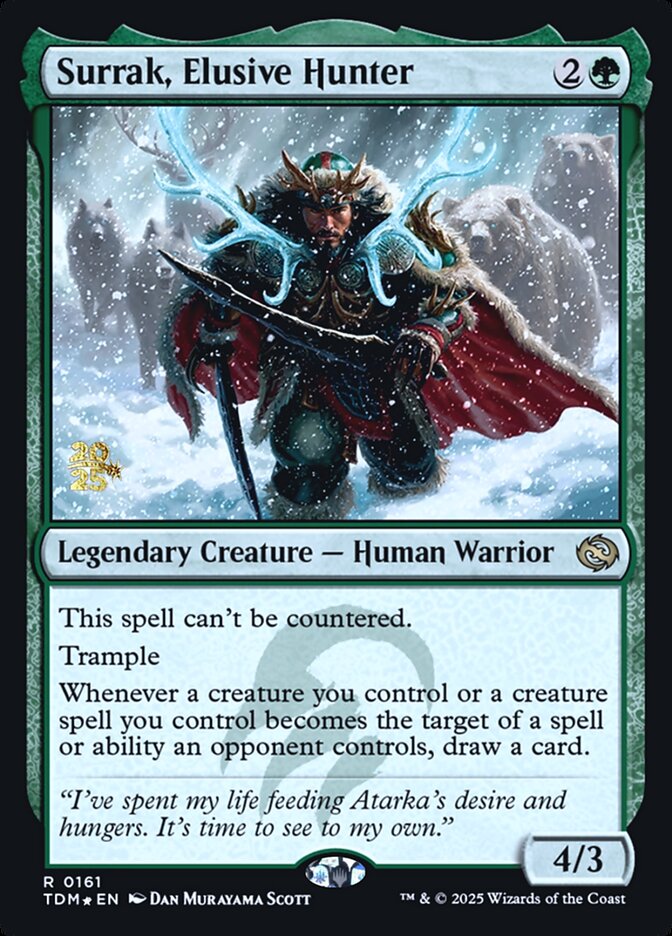 Surrak, Elusive Hunter 2
2025
Legendary Creature — Human Warrior
This spell can't be countered.
Trample
Whenever a creature you control or a creature
spell you control becomes the target of a spell
or ability an opponent controls, draw a card.
"I've spent my life feeding Atarka's desire and
hungers. It's time to see to my own."
4/3
R 0161
TDM★EN Dan Murayama Scott ™ & © 2025 Wizards of the Coast